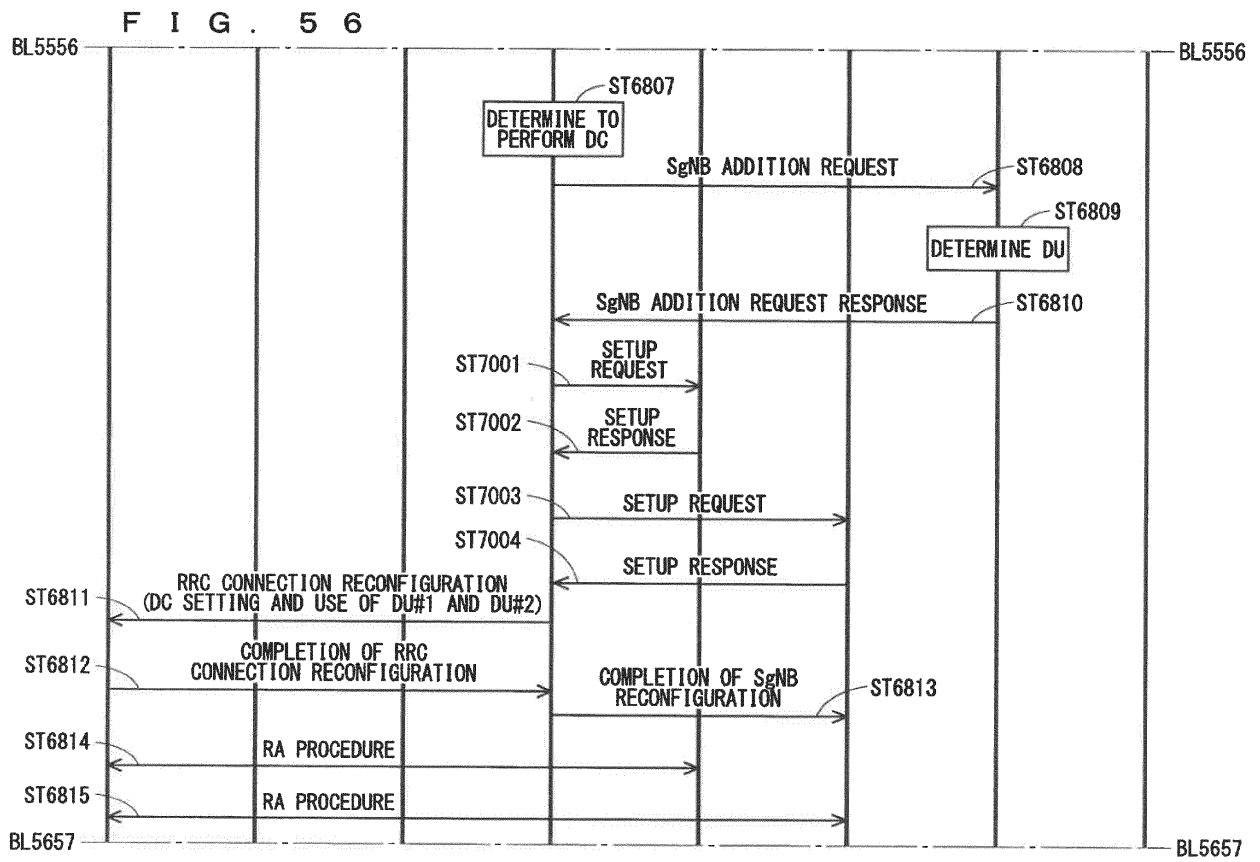 F I G . 5 6
BL5556
BL5556
ST6807
DETERMINE TO
PERFORM DC
SgNB ADDITION REQUEST
ST6808
ST6809
DETERMINE DU
SgNB ADDITION REQUEST RESPONSE
ST6810
ST7001
SETUP
REQUEST
ST7002
SETUP
RESPONSE
ST7003
SETUP REQUEST
ST7004
SETUP RESPONSE
ST6811
RRC CONNECTION RECONFIGURATION
(DC SETTING AND USE OF DU#1 AND DU#2)
ST6812
COMPLETION OF RRC
CONNECTION RECONFIGURATION
COMPLETION OF SgNB
RECONFIGURATION
ST6813
ST6814
RA PROCEDURE
ST6815
RA PROCEDURE
BL5657
BL5657